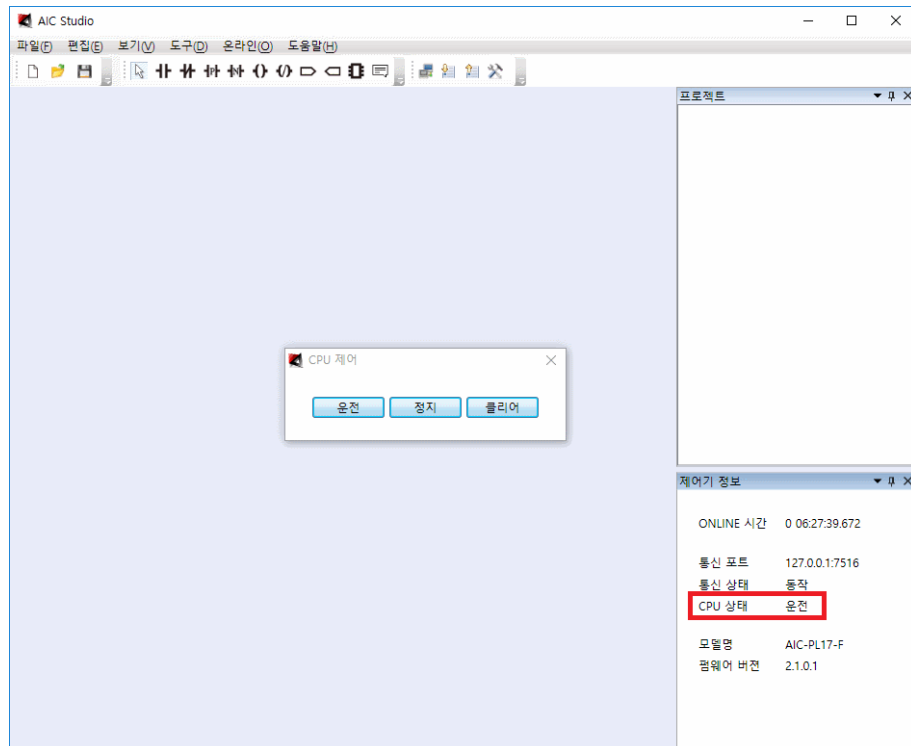 AIC Studio
파일(F) 편집(E) 보기(V) 도구(D) 온라인(O) 도움말(H)
프로젝트
CPU 제어
운전 정지 클리어
제어기 정보
ONLINE 시간 0 06:27:39.672
통신 포트 127.0.0.1:7516
통신 상태 동작
CPU 상태 운전
모델명 AIC-PL17-F
펌웨어 버젼 2.1.0.1